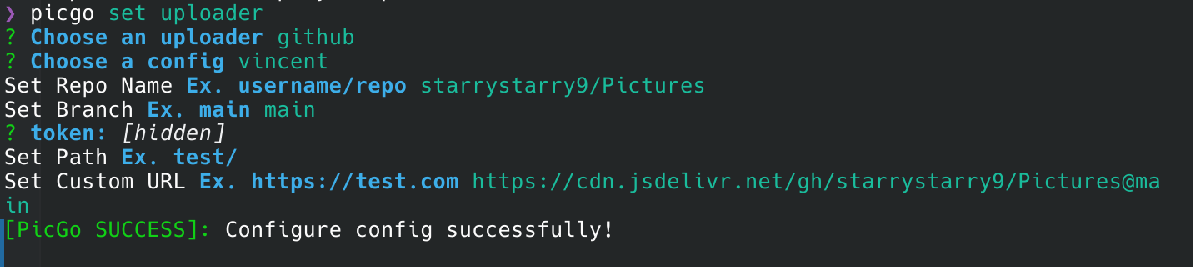 ❯ picgo set uploader
? Choose an uploader github
? Choose a config vincent
Set Repo Name Ex. username/repo starrystarry9/Pictures
Set Branch Ex. main main
? token: [hidden]
Set Path Ex. test/
Set Custom URL Ex. https://test.com https://cdn.jsdelivr.net/gh/starrystarry9/Pictures@ma
in
[PicGo SUCCESS]: Configure config successfully!